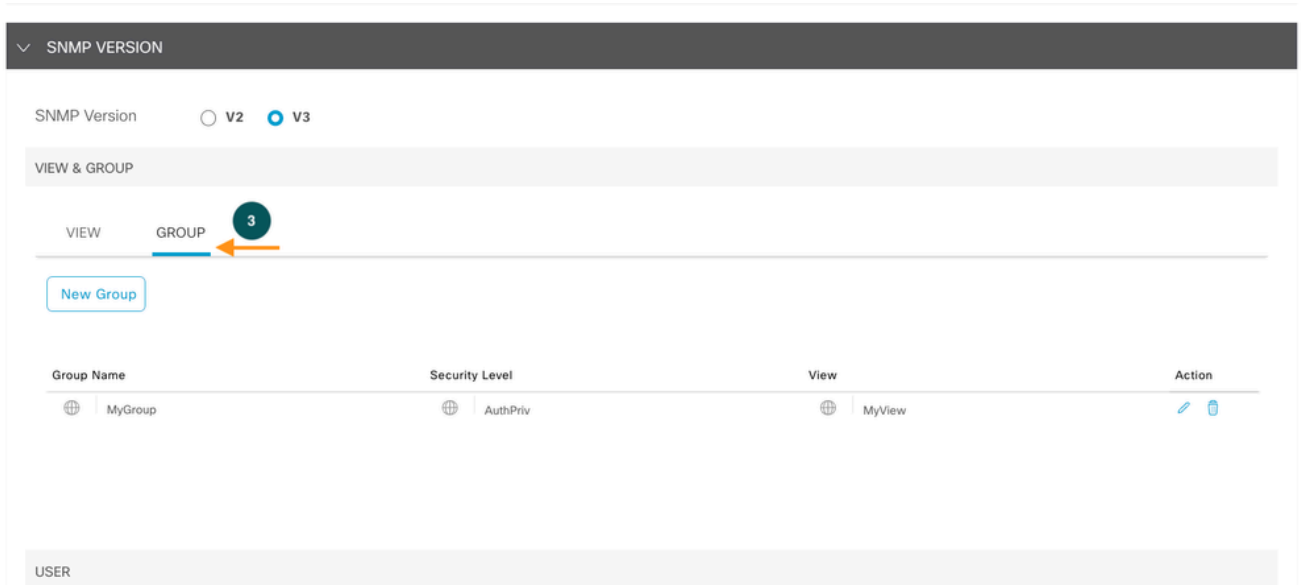 SNMP VERSION
SNMP Version V2 V3
VIEW & GROUP
VIEW GROUP 3
New Group
Group Name Security Level View Action
MyGroup AuthPriv MyView
USER